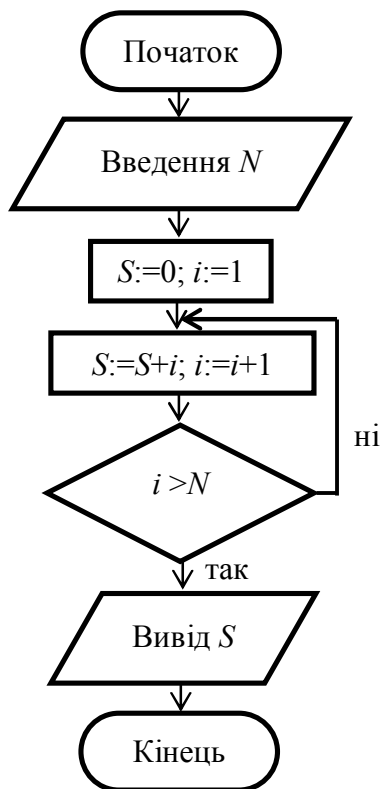 Початок
Введення N
S:=0; i:=1
S:=S+i; i:=i+1
ні
i >N
так
Вивід S
Кінець